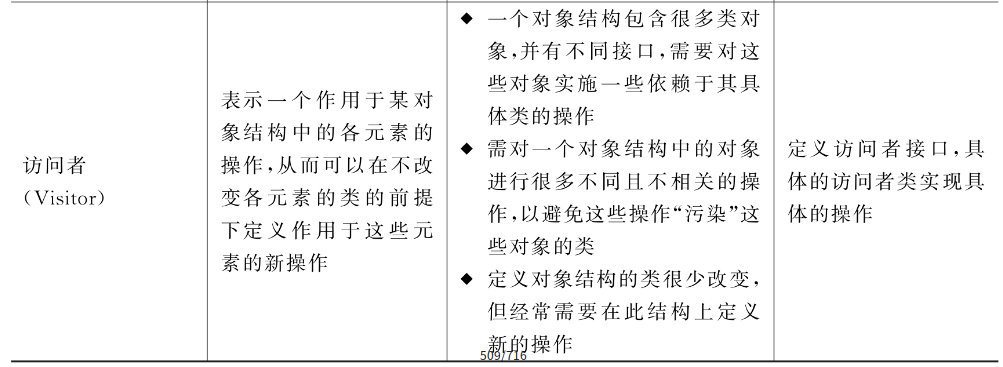 访问者
（Visitor）
表示一个作用于某对
象结构中的各元素的
操作,从而可以在不改
变各元素的类的前提
下定义作用于这些元
素的新操作
◆ 一个对象结构包含很多类对
象,并有不同接口,需要对这
些对象实施一些依赖于其具
体类的操作
◆ 需对一个对象结构中的对象
进行很多不同且不相关的操
作,以避免这些操作“污染”这
些对象的类
◆ 定义对象结构的类很少改变,
但经常需要在此结构上定义
新的操作
定义访问者接口,具
体的访问者类实现具
体的操作
509/716